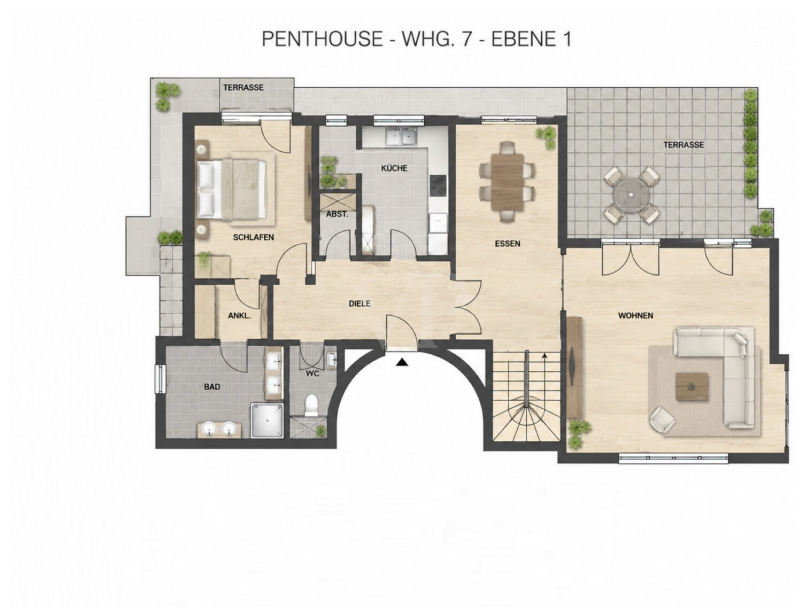 PENTHOUSE - WHG. 7 - EBENE 1
TERRASSE
TERRASSE
KÜCHE
ABST.
SCHLAFEN
ESSEN
DIELE
ANKL.
WOHNEN
WC
BAD